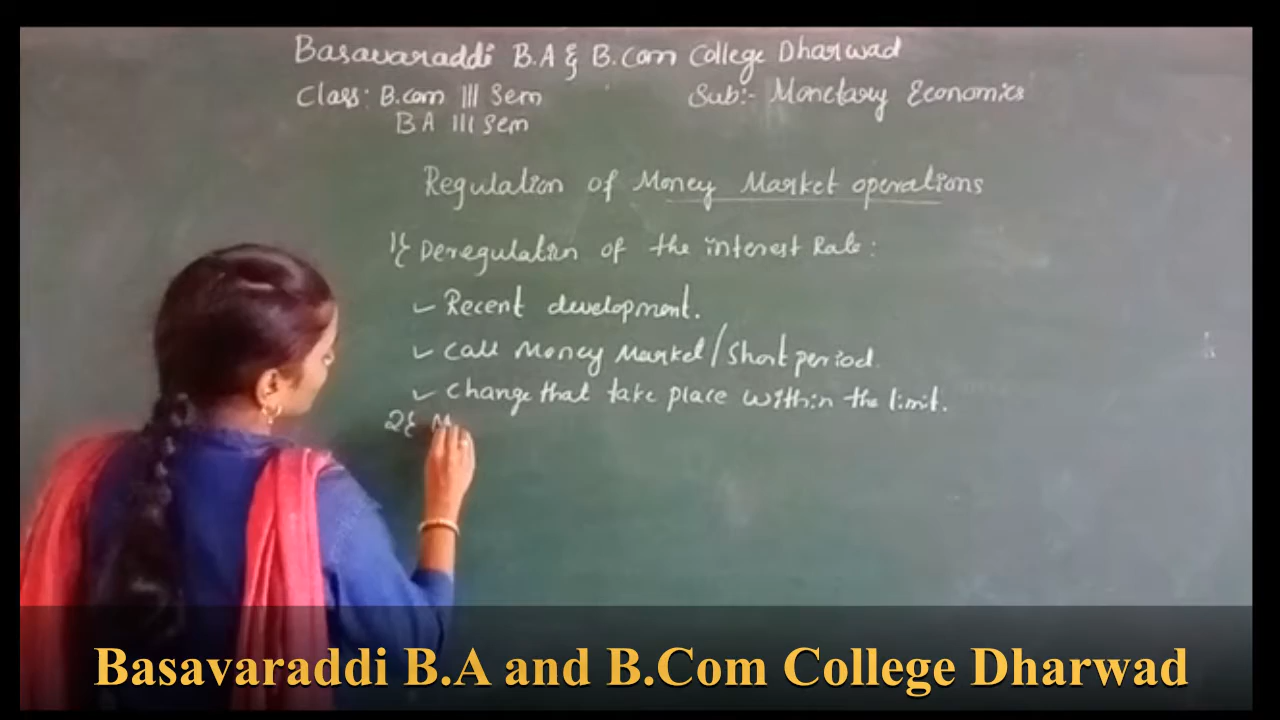 Basavaraddi B.A & B.Com College Dharwad
Class: B.com III Sem
Sub:- Monetary Economics
BA III Sem
Regulation of Money Market operations
1} Deregulation of the interest Rate:
✓ Recent development.
✓ Call Money Market/Short period.
✓ Change that take place within the limit.
2} M
Basavaraddi B.A and B.Com College Dharwad